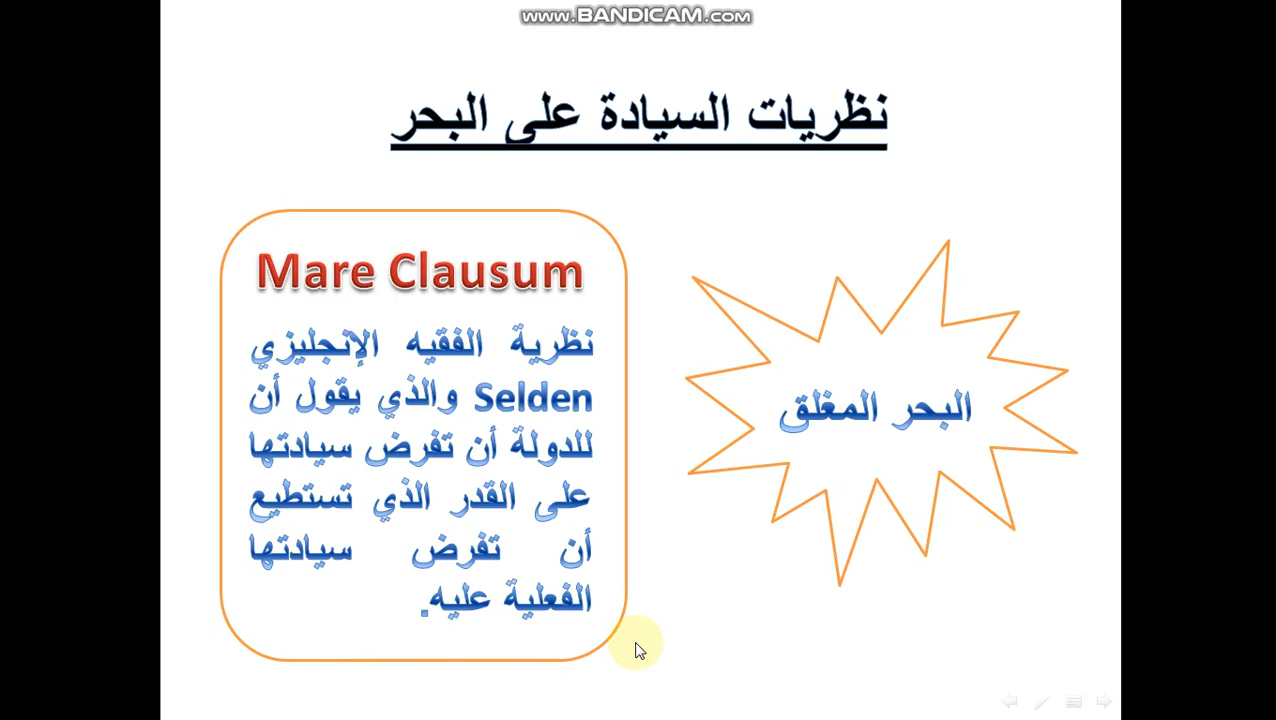 www.BANDICAM.com
نظريات السيادة على البحر
البحر المغلق
Mare Clausum
نظرية الفقيه الإنجليزي
Selden والذي يقول أن
للدولة أن تفرض سيادتها
على القدر الذي تستطيع
أن تفرض سيادتها
الفعلية عليه.